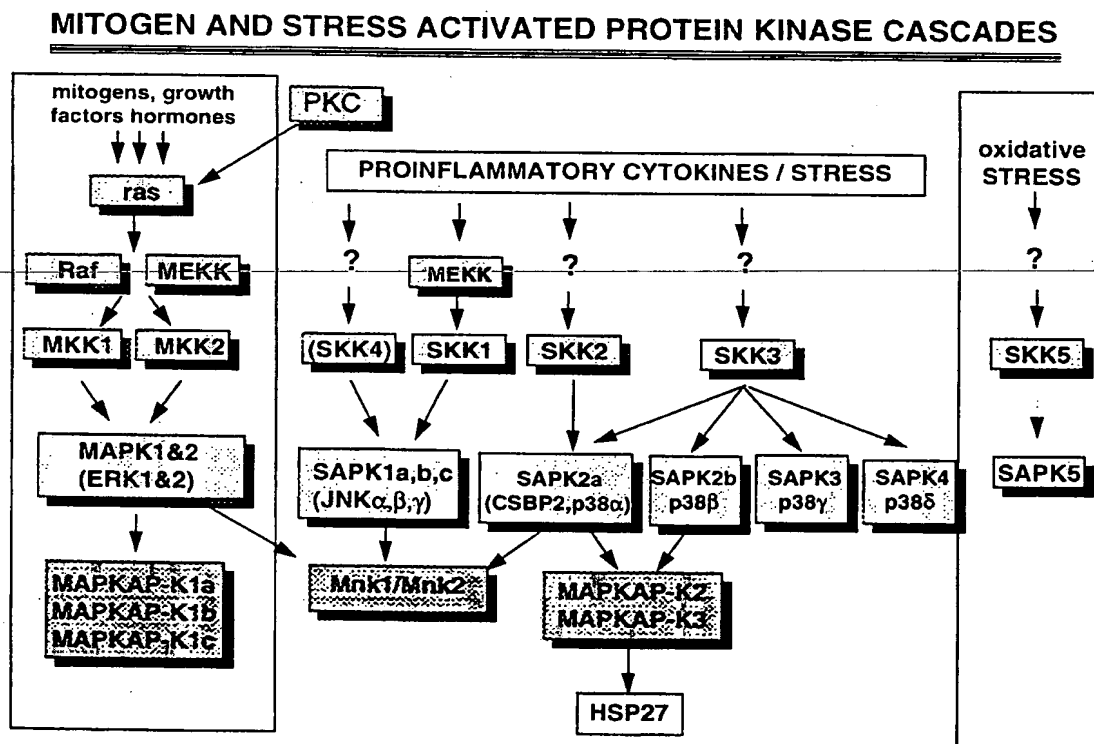 MITOGEN AND STRESS ACTIVATED PROTEIN KINASE CASCADES
mitogens, growth
factors hormones
PKC
ras
Raf
MEKK
MKK1
MKK2
MAPK1&2
(ERK1&2)
MAPKAP-K1a
MAPKAP-K1b
MAPKAP-K1c
PROINFLAMMATORY CYTOKINES / STRESS
?
MEKK
?
?
(SKK4)
SKK1
SKK2
SKK3
SAPK1a,b,c
(JNKα,β,γ)
SAPK2a
(CSBP2,p38α)
SAPK2b
p38β
SAPK3
p38γ
SAPK4
p38δ
Mnk1/Mnk2
MAPKAP-K2
MAPKAP-K3
HSP27
oxidative
STRESS
?
SKK5
SAPK5